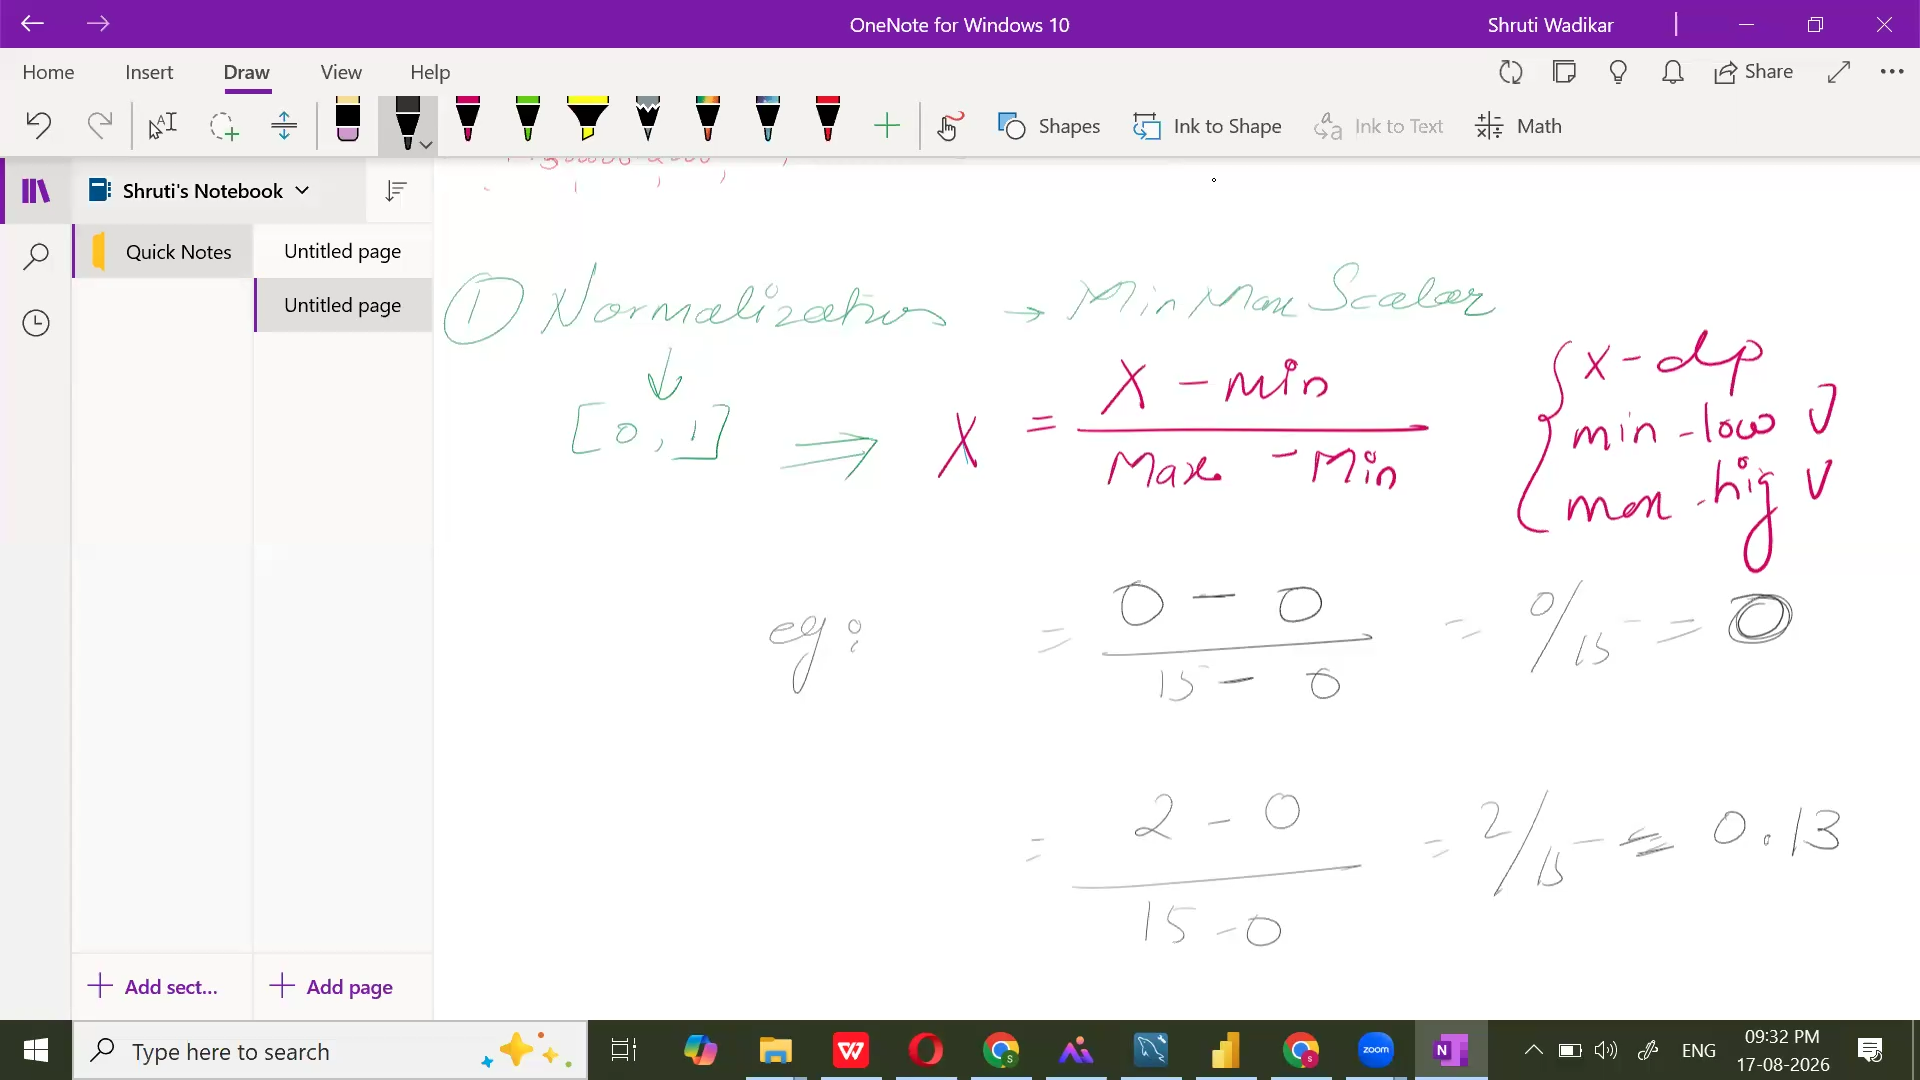 OneNote for Windows 10
Shruti Wadikar
Home Insert Draw View Help
Share
Shapes Ink to Shape Ink to Text Math
Shruti's Notebook
Quick Notes
Untitled page
Untitled page
① Normalization → MinMax Scalar
↓
[0, 1] ⇒ X = X - min
Max - Min
x - dp
min - low
max - hig
eg: = 0 - 0 = 0/15 = 0
15 - 0
= 2 - 0 = 2/15 = 0.13
15 - 0
Add sect...
Add page
Type here to search
zoom
ENG
09:32 PM
17-08-2026